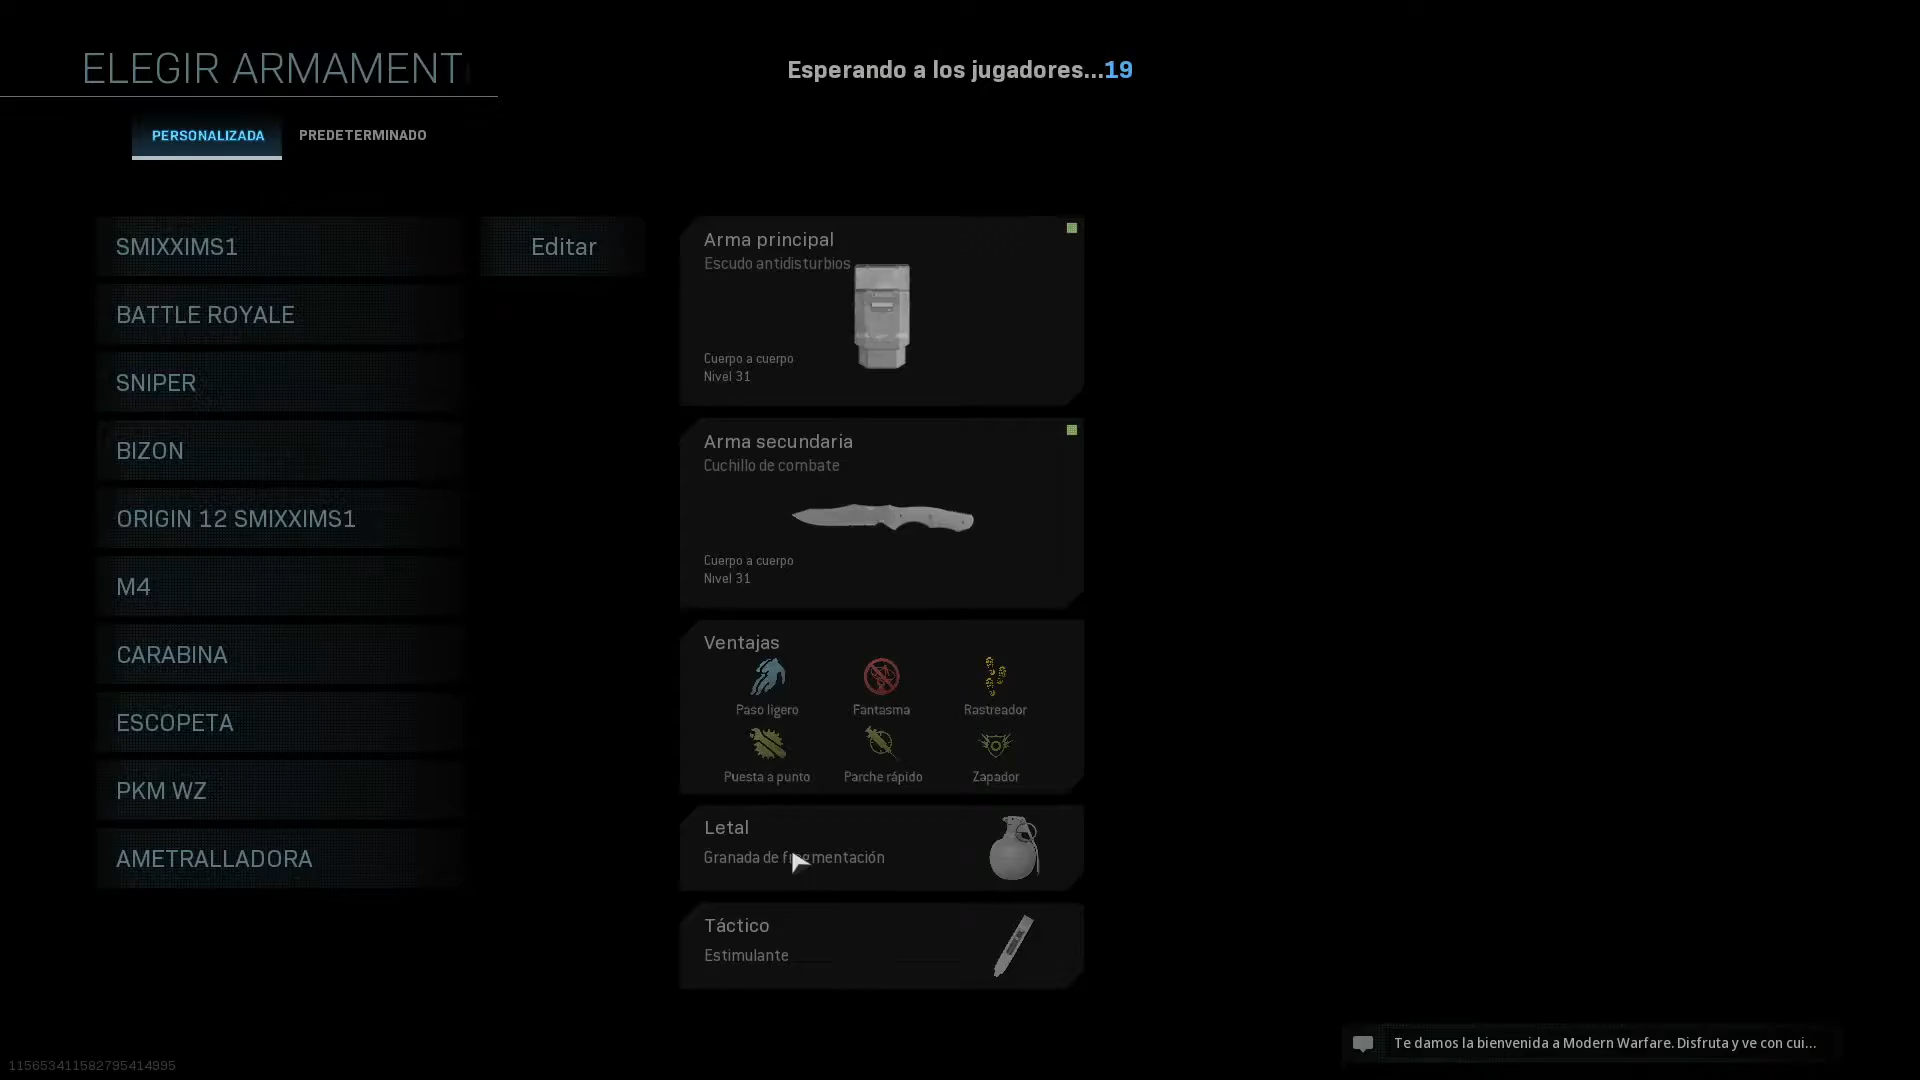 ELEGIR ARMAMENT
Esperando a los jugadores...19
PERSONALIZADA
PREDETERMINADO
SMIXXIMS1
Editar
BATTLE ROYALE
SNIPER
BIZON
ORIGIN 12 SMIXXIMS1
M4
CARABINA
ESCOPETA
PKM WZ
AMETRALLADORA
Arma principal
Escudo antidisturbios
Cuerpo a cuerpo
Nivel 31
Arma secundaria
Cuchillo de combate
Cuerpo a cuerpo
Nivel 31
Ventajas
Paso ligero
Fantasma
Rastreador
Puesta a punto
Parche rápido
Zapador
Letal
Granada de fragmentación
Táctico
Estimulante
Te damos la bienvenida a Modern Warfare. Disfruta y ve con cui...
11565341158279541​4995